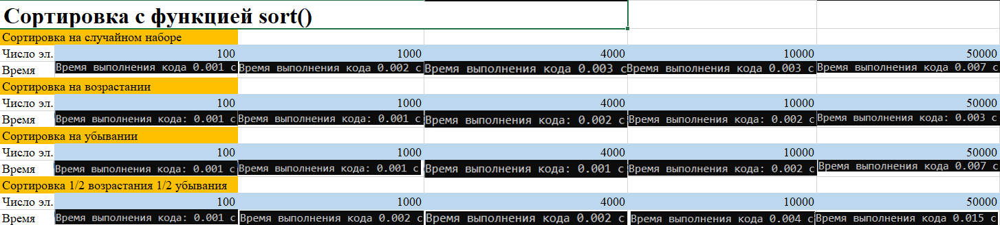 Сортировка с функцией sort()
Сортировка на случайном наборе
Число эл. 100 1000 4000 10000 50000
Время Время выполнения кода 0.001 с Время выполнения кода 0.002 с Время выполнения кода 0.003 с Время выполнения кода 0.003 с Время выполнения кода 0.007 с
Сортировка на возрастании
Число эл. 100 1000 4000 10000 50000
Время Время выполнения кода: 0.001 с Время выполнения кода: 0.001 с Время выполнения кода: 0.002 с Время выполнения кода: 0.002 с Время выполнения кода: 0.003 с
Сортировка на убывании
Число эл. 100 1000 4000 10000 50000
Время Время выполнения кода: 0.001 с Время выполнения кода: 0.001 с Время выполнения кода: 0.001 с Время выполнения кода: 0.002 с Время выполнения кода 0.007 с
Сортировка 1/2 возрастания 1/2 убывания
Число эл. 100 1000 4000 10000 50000
Время Время выполнения кода: 0.001 с Время выполнения кода: 0.002 с Время выполнения кода: 0.002 с Время выполнения кода: 0.004 с Время выполнения кода: 0.015 с